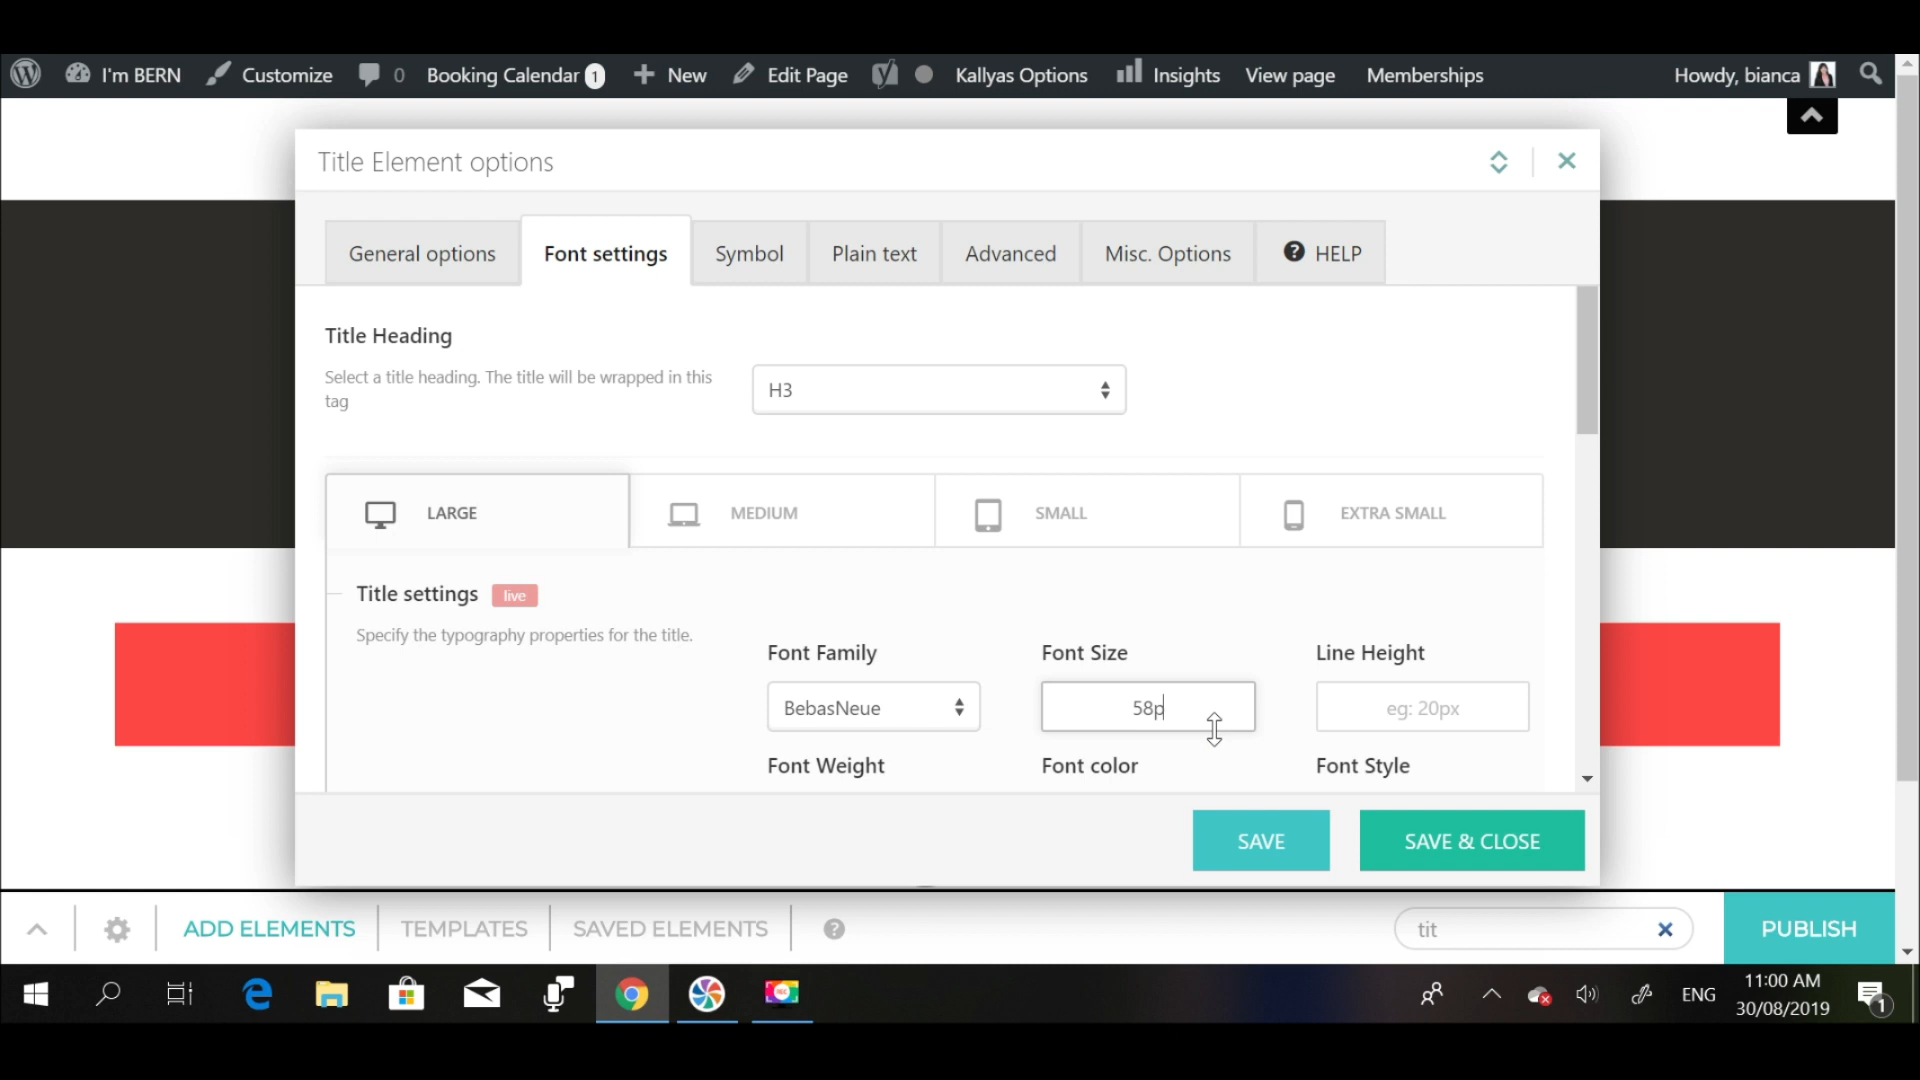 I'm BERN Customize 0 Booking Calendar 1 New Edit Page Kallyas Options Insights View page Memberships Howdy, bianca
Title Element options
General options Font settings Symbol Plain text Advanced Misc. Options ? HELP
Title Heading
Select a title heading. The title will be wrapped in this
tag
H3
LARGE MEDIUM SMALL EXTRA SMALL
Title settings live
Specify the typography properties for the title.
Font Family Font Size Line Height
BebasNeue 58p eg: 20px
Font Weight Font color Font Style
SAVE SAVE & CLOSE
ADD ELEMENTS TEMPLATES SAVED ELEMENTS ? tit PUBLISH
ENG 11:00 AM
30/08/2019 1